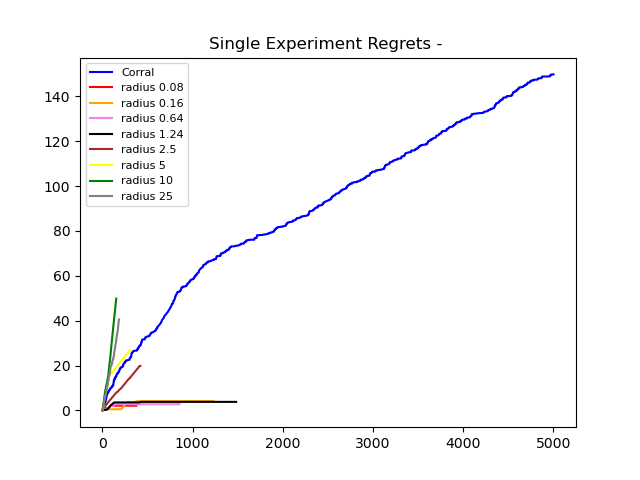 Single Experiment Regrets -
Corral
radius 0.08
radius 0.16
radius 0.64
radius 1.24
radius 2.5
radius 5
radius 10
radius 25
140
120
100
80
60
40
20
0
0 1000 2000 3000 4000 5000